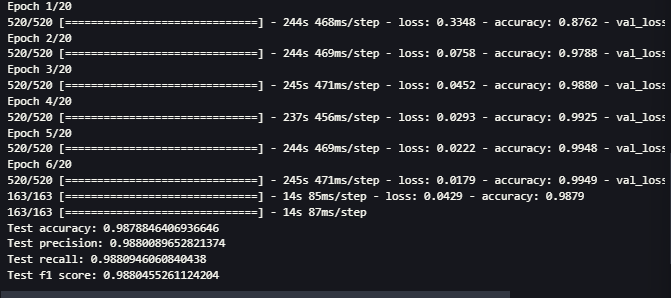 Epoch 1/20
520/520 [==============================] - 244s 468ms/step - loss: 0.3348 - accuracy: 0.8762 - val_loss
Epoch 2/20
520/520 [==============================] - 244s 469ms/step - loss: 0.0758 - accuracy: 0.9788 - val_loss
Epoch 3/20
520/520 [==============================] - 245s 471ms/step - loss: 0.0452 - accuracy: 0.9880 - val_loss
Epoch 4/20
520/520 [==============================] - 237s 456ms/step - loss: 0.0293 - accuracy: 0.9925 - val_loss
Epoch 5/20
520/520 [==============================] - 244s 469ms/step - loss: 0.0222 - accuracy: 0.9948 - val_loss
Epoch 6/20
520/520 [==============================] - 245s 471ms/step - loss: 0.0179 - accuracy: 0.9949 - val_loss
163/163 [==============================] - 14s 85ms/step - loss: 0.0429 - accuracy: 0.9879
163/163 [==============================] - 14s 87ms/step
Test accuracy: 0.9878846406936646
Test precision: 0.9880089652821374
Test recall: 0.9880946060840438
Test f1 score: 0.9880455261124204